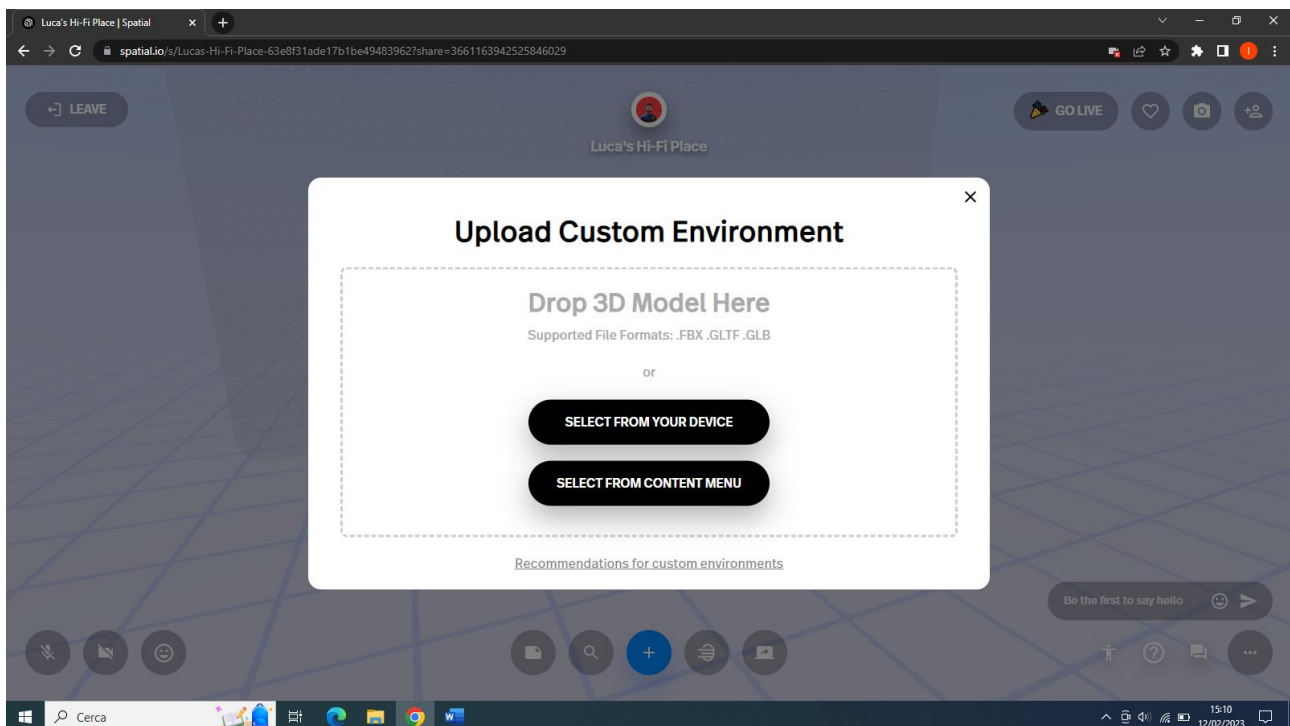 Luca's Hi-Fi Place | Spatial
spatial.io/s/Lucas-Hi-Fi-Place-63e8f31ade17b1be49483962?share=3661163942525846029
LEAVE
GO LIVE
Luca's Hi-Fi Place
Upload Custom Environment
Drop 3D Model Here
Supported File Formats: .FBX .GLTF .GLB
or
SELECT FROM YOUR DEVICE
SELECT FROM CONTENT MENU
Recommendations for custom environments
Be the first to say hello
Cerca
15:10
12/02/2023